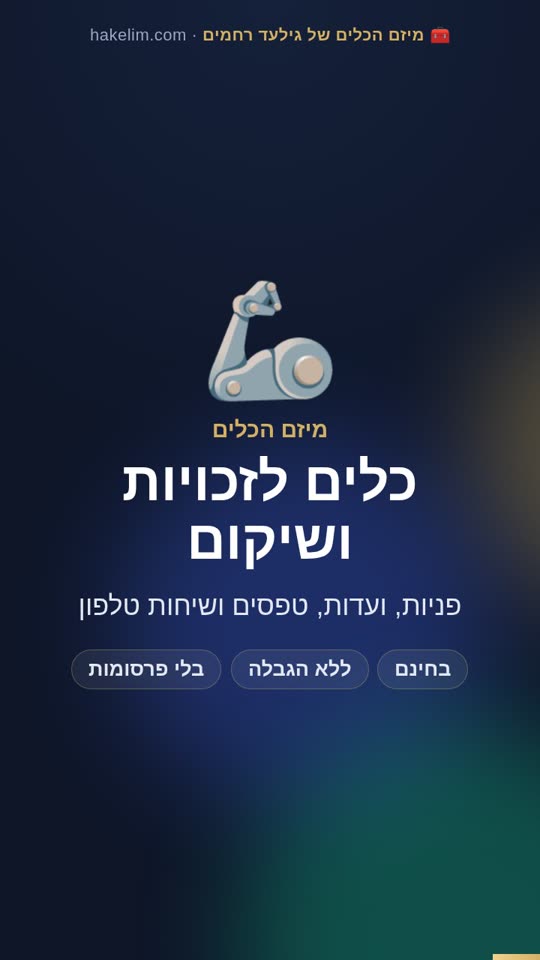 🧰 מיזם הכלים של גילעד רחמים · hakelim.com
מיזם הכלים
כלים לזכויות
ושיקום
פניות, ועדות, טפסים ושיחות טלפון
בחינם
ללא הגבלה
בלי פרסומות